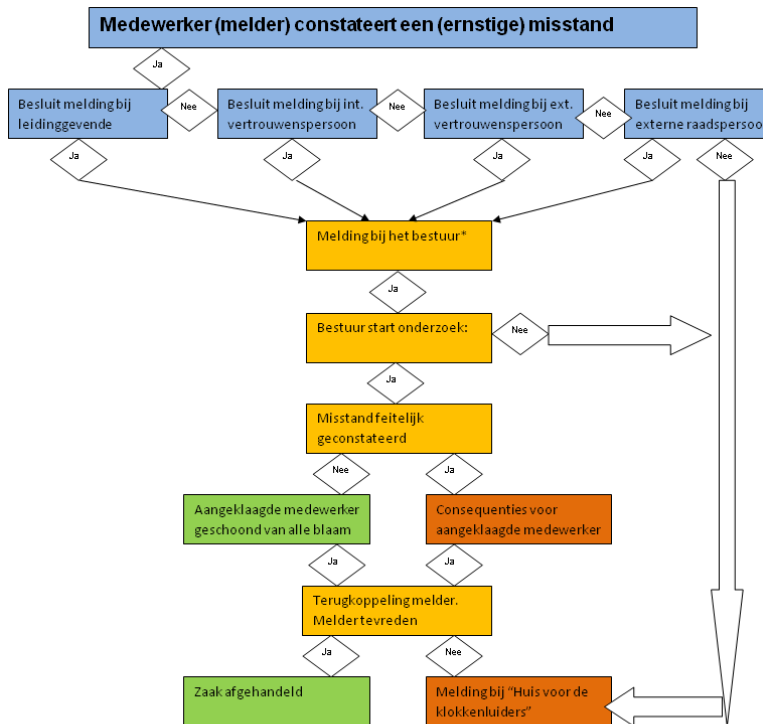 Medewerker (melder) constateert een (ernstige) misstand
Ja
Besluit melding bij
leidinggevende
Nee
Besluit melding bij int.
vertrouwenspersoon
Nee
Besluit melding bij ext.
vertrouwenspersoon
Nee
Besluit melding bij
externe raadspersoo
Ja
Ja
Ja
Ja
Nee
Melding bij het bestuur*
Ja
Bestuur start onderzoek:
Nee
Ja
Misstand feitelijk
geconstateerd
Nee
Ja
Aangeklaagde medewerker
geschoond van alle blaam
Consequenties voor
aangeklaagde medewerker
Ja
Ja
Terugkoppeling melder.
Melder tevreden
Ja
Nee
Zaak afgehandeld
Melding bij “Huis voor de
klokkenluiders”